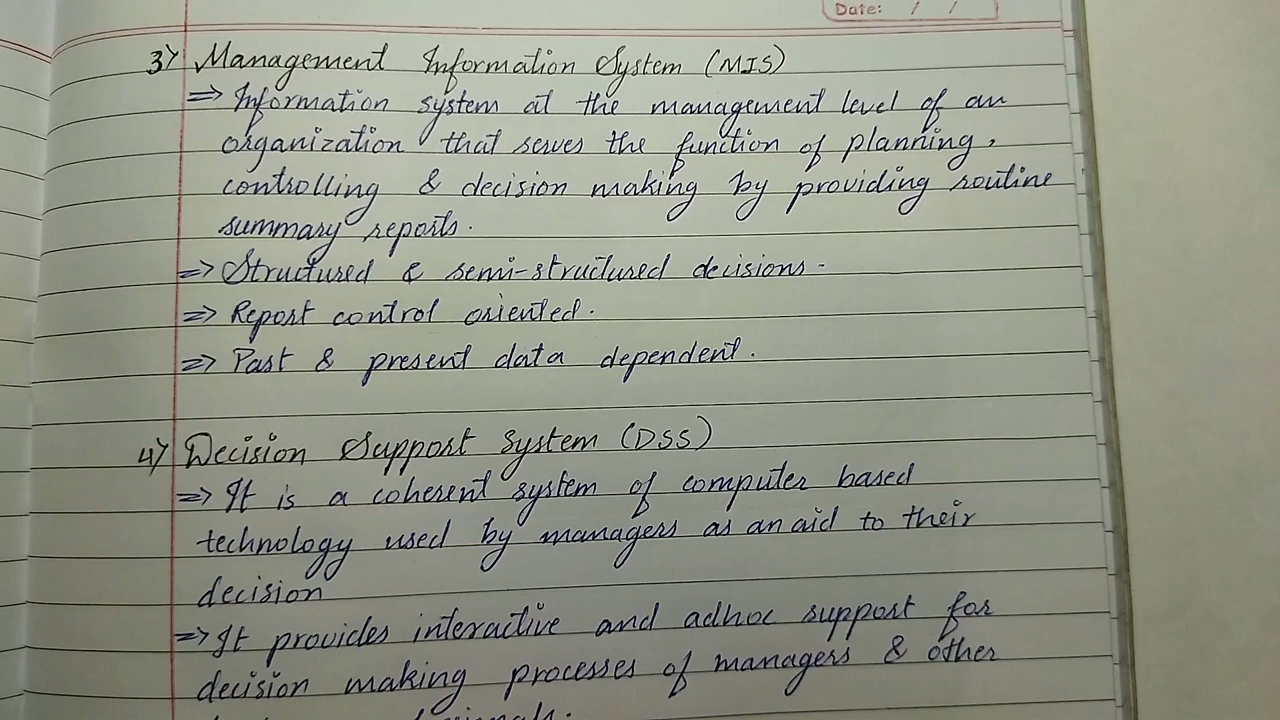 Date: / /
3) Management Information System (MIS)
⇒ Information system at the management level of an
organization that serves the function of planning,
controlling & decision making by providing routine
summary reports.
⇒ Structured & semi-structured decisions.
⇒ Report control oriented.
⇒ Past & present data dependent.
4) Decision Support System (DSS)
⇒ It is a coherent system of computer based
technology used by managers as an aid to their
decision
⇒ It provides interactive and adhoc support for
decision making processes of managers & other